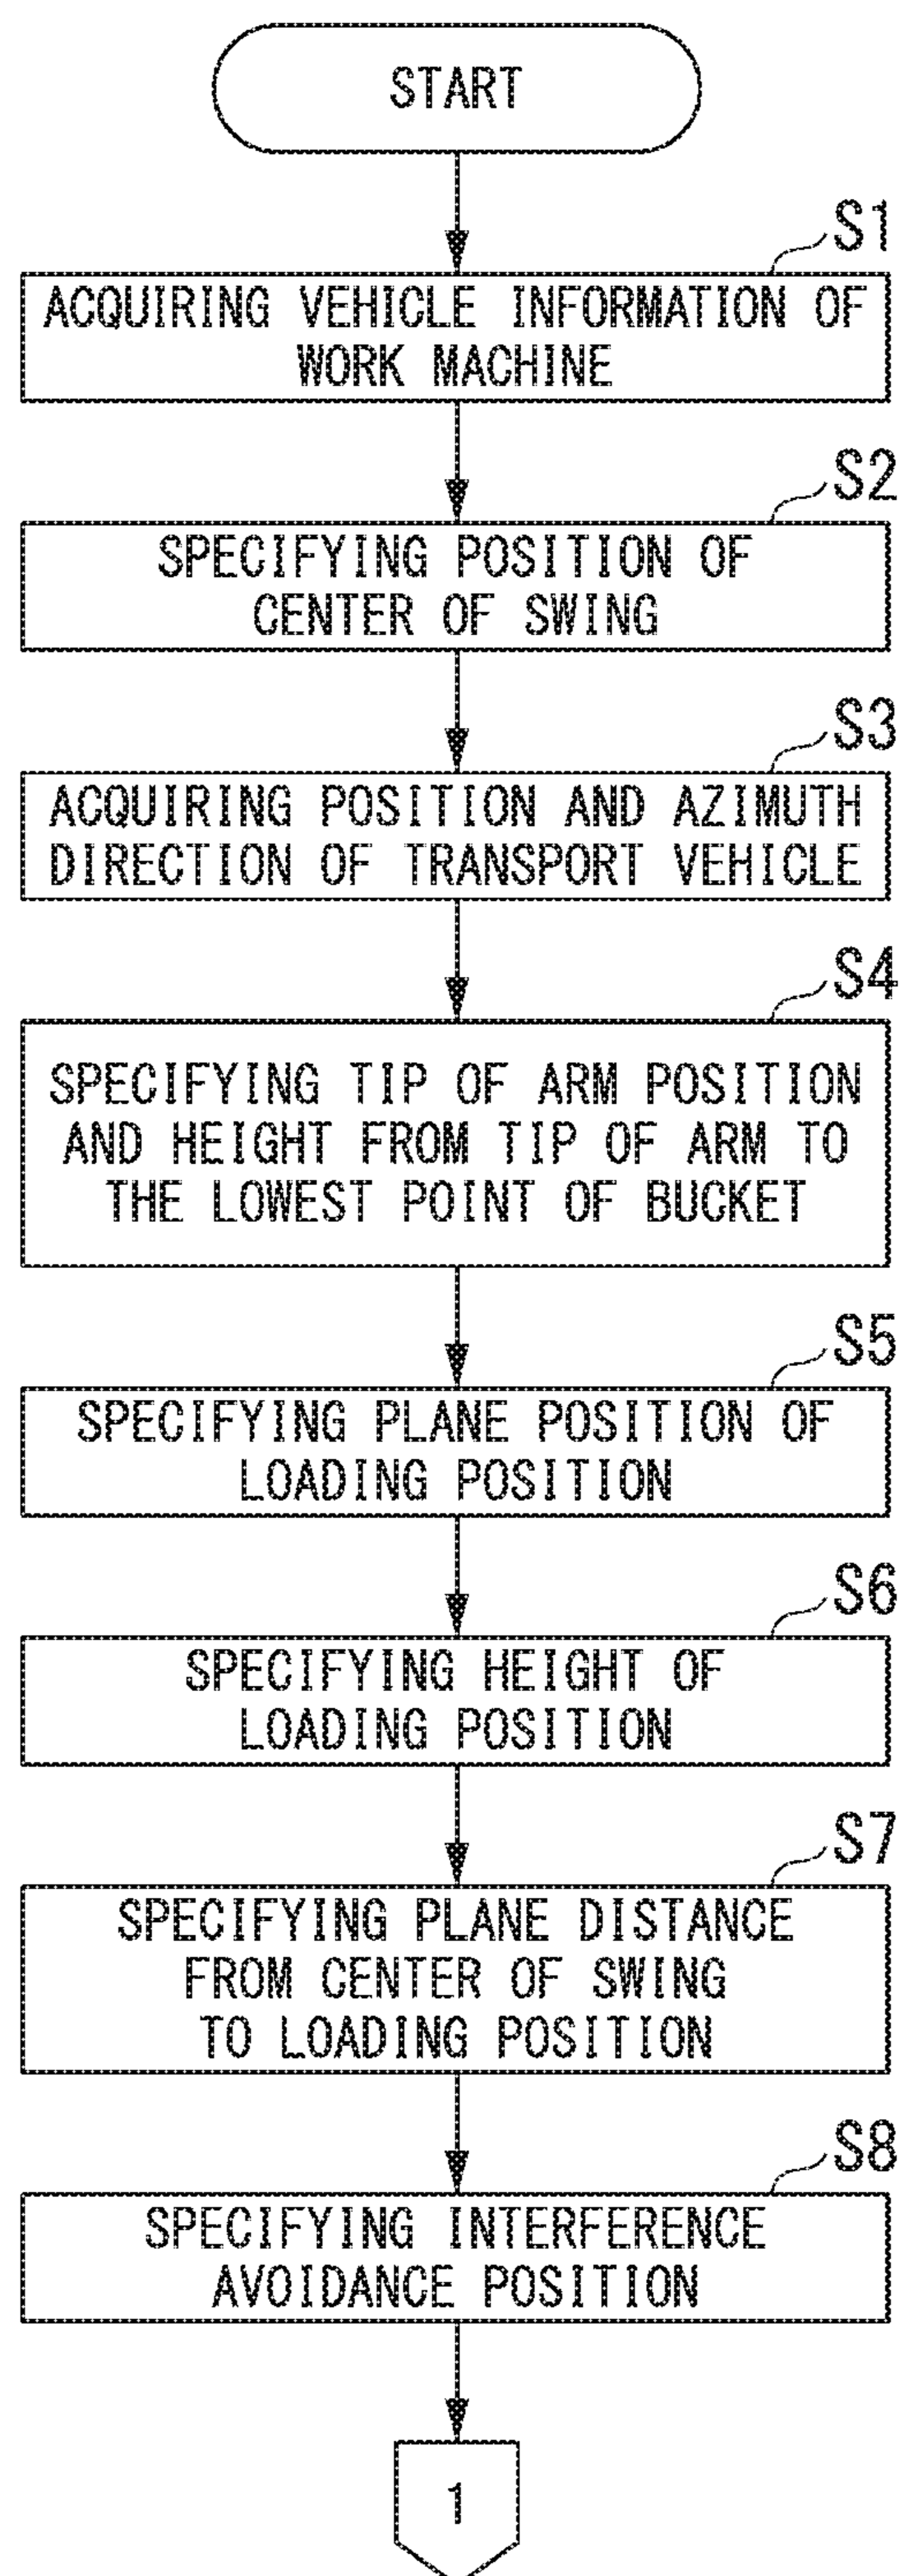 START
S1
ACQUIRING VEHICLE INFORMATION OF
WORK MACHINE
S2
SPECIFYING POSITION OF
CENTER OF SWING
S3
ACQUIRING POSITION AND AZIMUTH
DIRECTION OF TRANSPORT VEHICLE
S4
SPECIFYING TIP OF ARM POSITION
AND HEIGHT FROM TIP OF ARM TO
THE LOWEST POINT OF BUCKET
S5
SPECIFYING PLANE POSITION OF
LOADING POSITION
S6
SPECIFYING HEIGHT OF
LOADING POSITION
S7
SPECIFYING PLANE DISTANCE
FROM CENTER OF SWING
TO LOADING POSITION
S8
SPECIFYING INTERFERENCE
AVOIDANCE POSITION
1